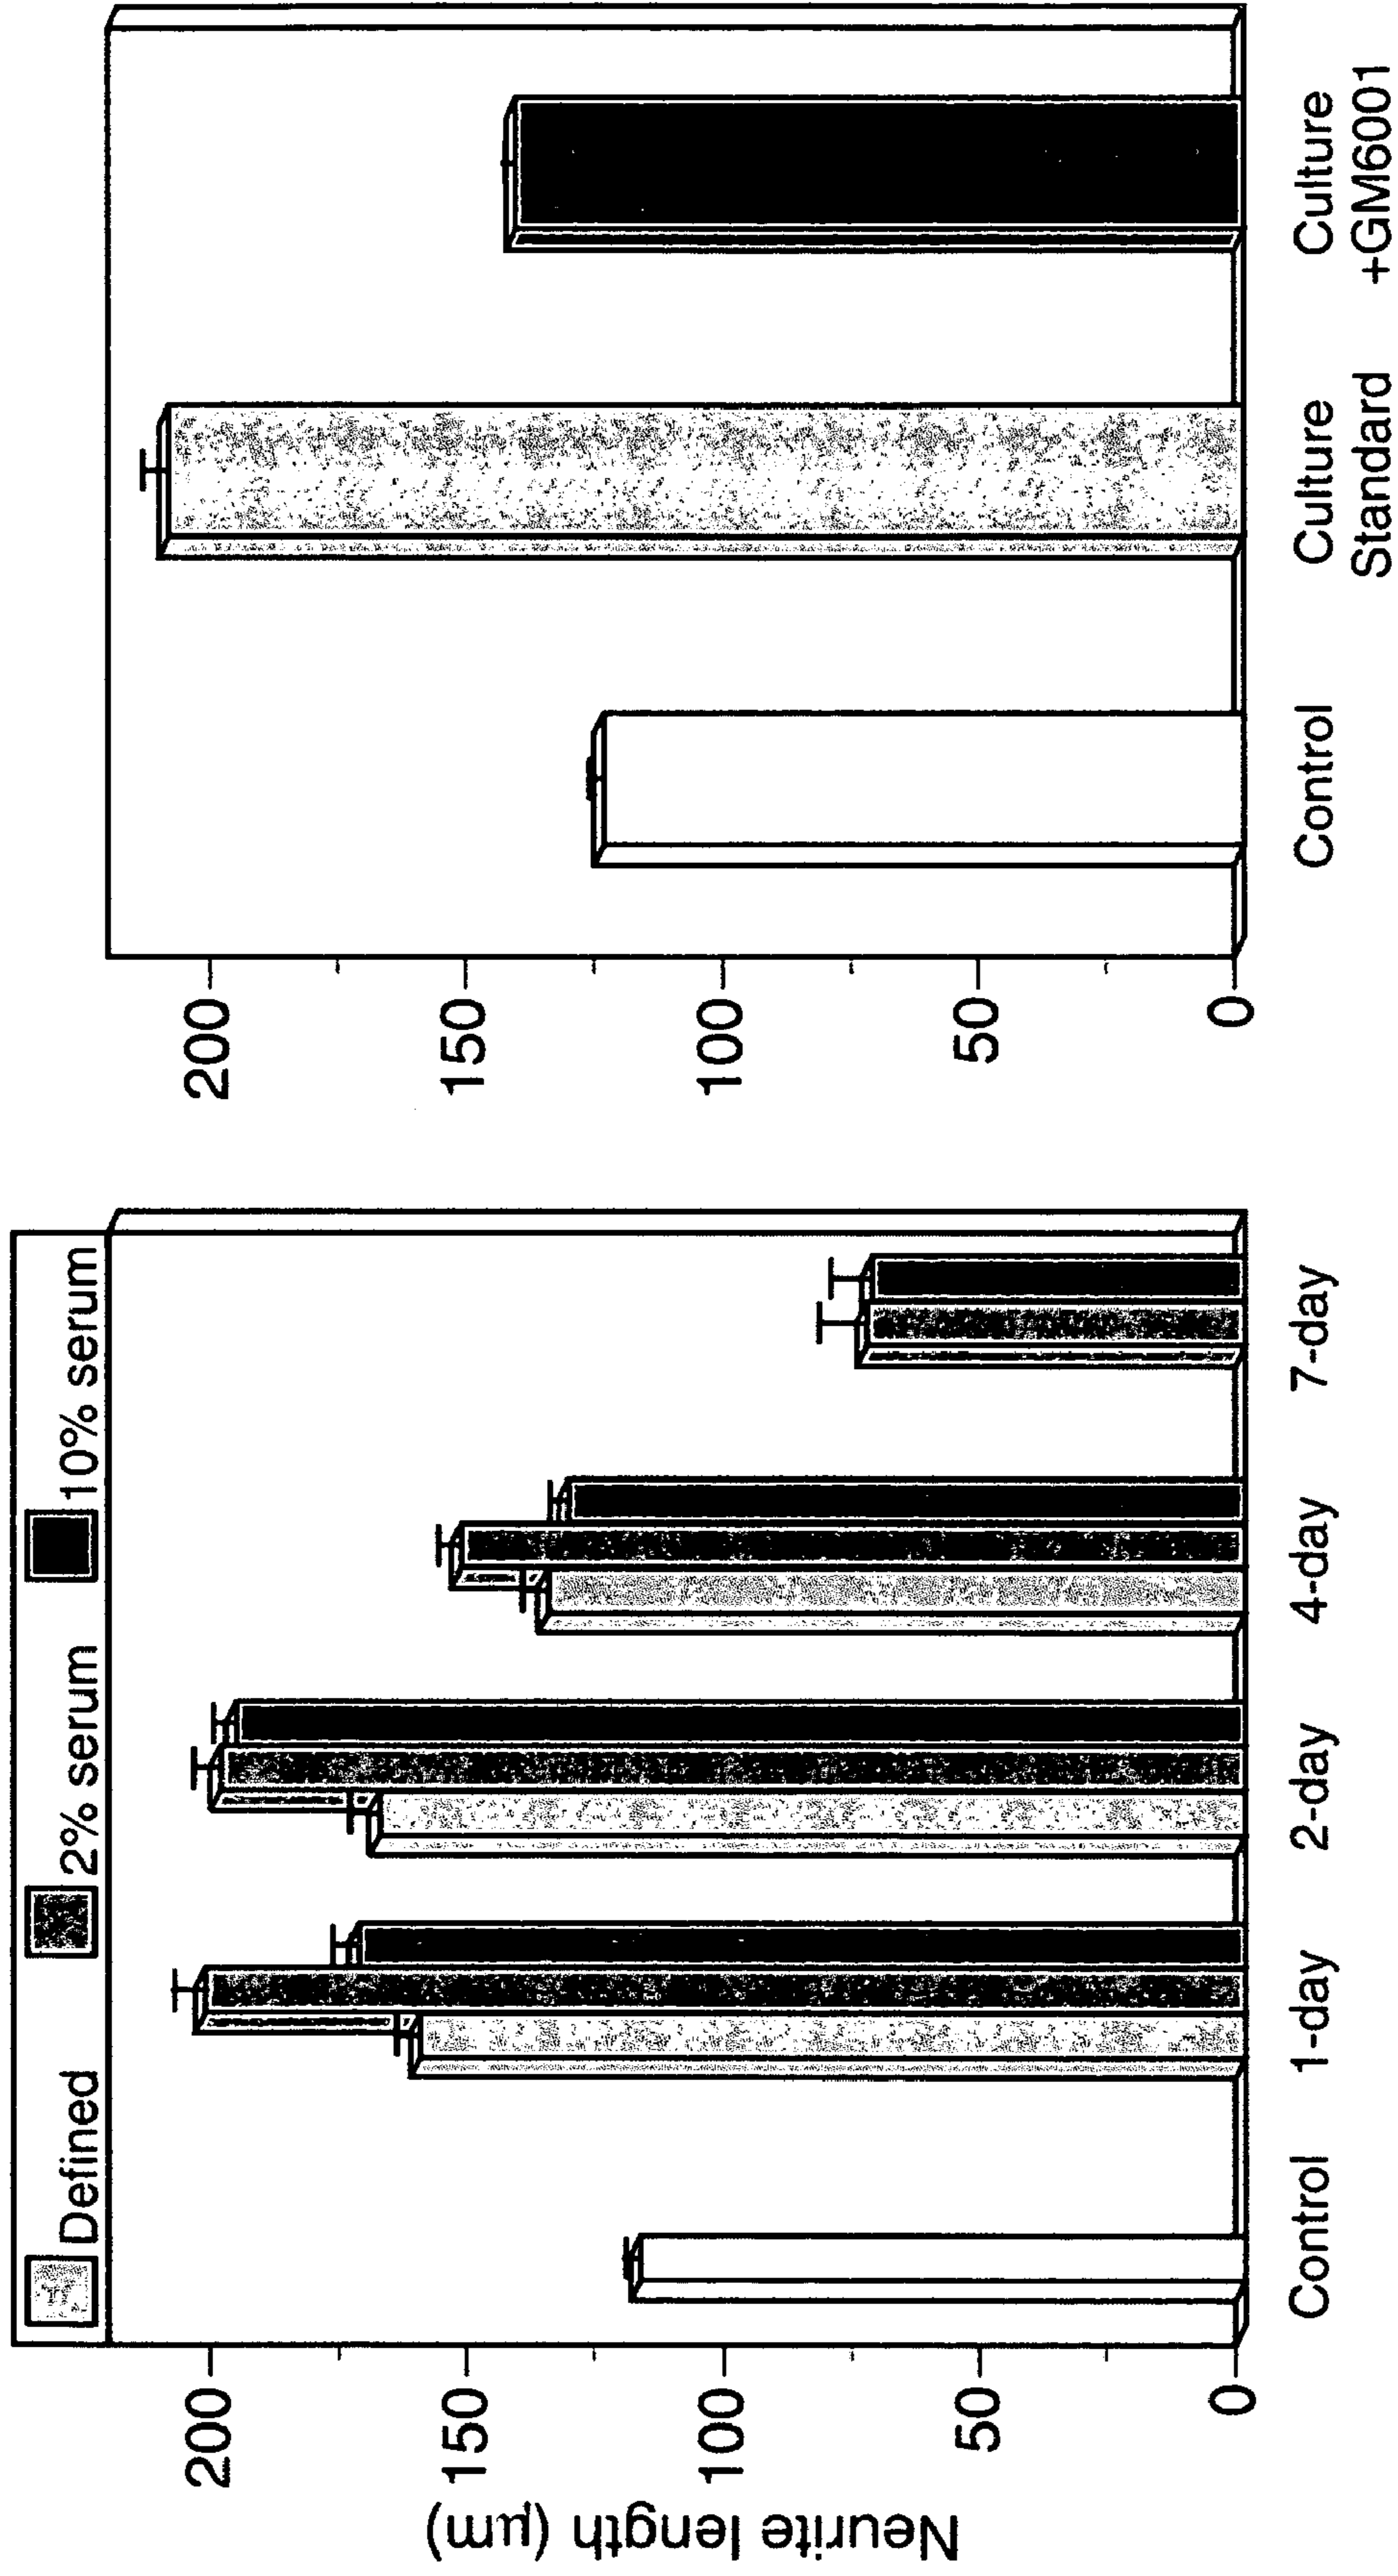 Defined 2% serum 10% serum
Neurite length (μm)
200
150
100
50
0
Control 1-day 2-day 4-day 7-day
200
150
100
50
0
Control Culture Culture
Standard +GM6001